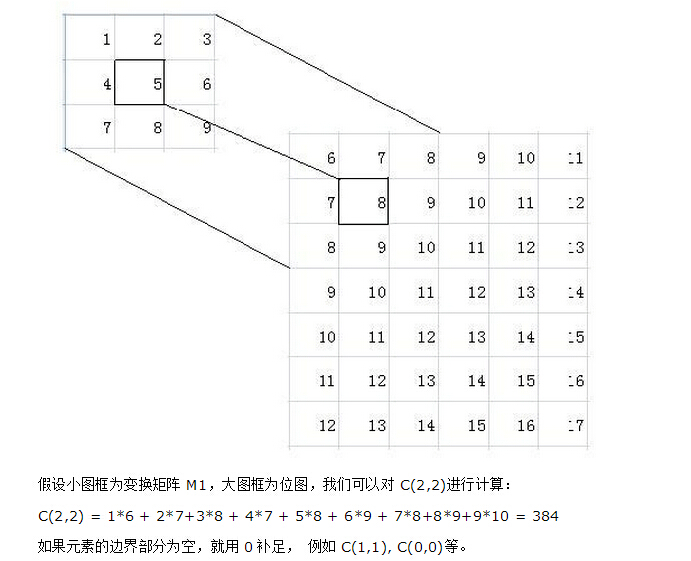 1 2 3
4 5 6
7 8 9
6 7 8 9 10 11
7 8 9 10 11 12
8 9 10 11 12 13
9 10 11 12 13 14
10 11 12 13 14 15
11 12 13 14 15 16
12 13 14 15 16 17
假设小图框为变换矩阵 M1，大图框为位图，我们可以对 C(2,2)进行计算：
C(2,2) = 1*6 + 2*7+3*8 + 4*7 + 5*8 + 6*9 + 7*8+8*9+9*10 = 384
如果元素的边界部分为空，就用 0 补足， 例如 C(1,1), C(0,0)等。